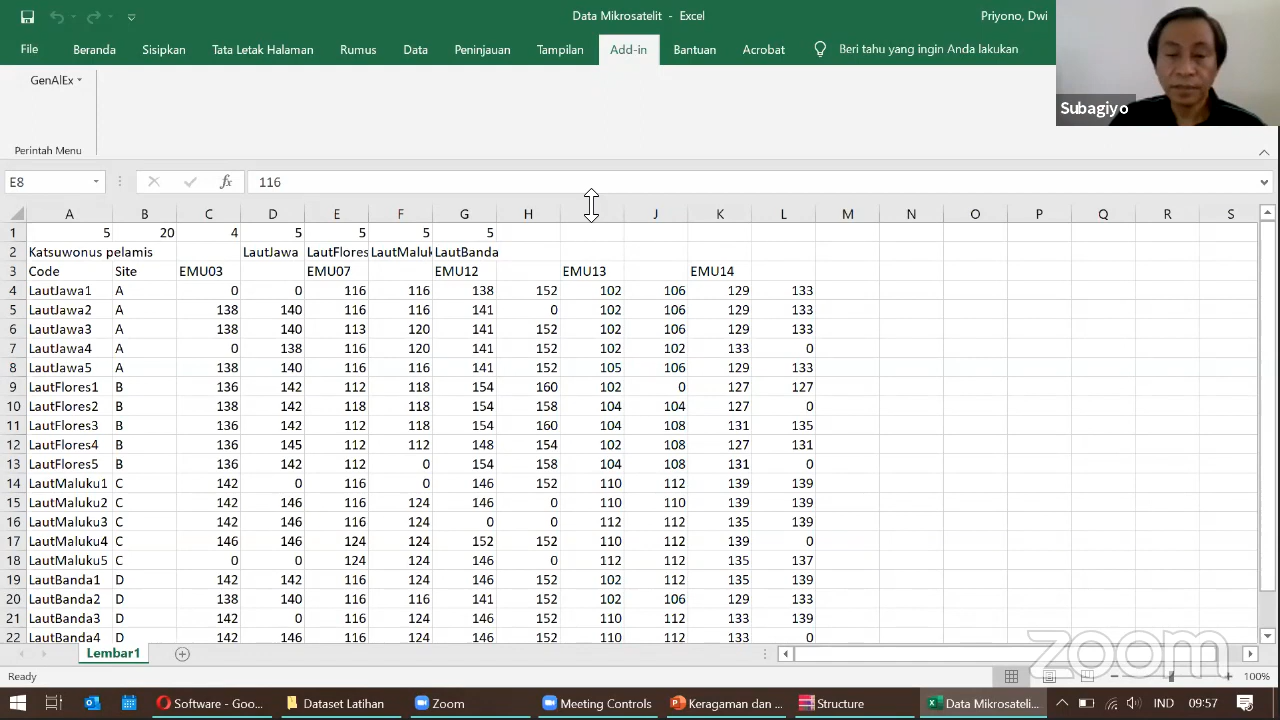 Data Mikrosatelit - Excel
Priyono, Dwi
File Beranda Sisipkan Tata Letak Halaman Rumus Data Peninjauan Tampilan Add-in Bantuan Acrobat Beri tahu yang ingin Anda lakukan
Subagiyo
GenAlEx
Perintah Menu
E8 fx 116
A B C D E F G H J K L M N O P Q R S
1 5 20 4 5 5 5 5
2 Katsuwonus pelamis LautJawa LautFlores LautMaluk LautBanda
3 Code Site EMU03 EMU07 EMU12 EMU13 EMU14
4 LautJawa1 A 0 0 116 116 138 152 102 106 129 133
5 LautJawa2 A 138 140 116 116 141 0 102 106 129 133
6 LautJawa3 A 138 140 113 120 141 152 102 106 129 133
7 LautJawa4 A 0 138 116 120 141 152 102 102 133 0
8 LautJawa5 A 138 140 116 116 141 152 105 106 129 133
9 LautFlores1 B 136 142 112 118 154 160 102 0 127 127
10 LautFlores2 B 138 142 118 118 154 158 104 104 127 0
11 LautFlores3 B 136 142 112 118 154 160 104 108 131 135
12 LautFlores4 B 136 145 112 112 148 154 102 108 127 131
13 LautFlores5 B 136 142 112 0 154 158 104 108 131 0
14 LautMaluku1 C 142 0 116 0 146 152 110 112 139 139
15 LautMaluku2 C 142 146 116 124 146 0 110 110 139 139
16 LautMaluku3 C 142 146 116 124 0 0 112 112 135 139
17 LautMaluku4 C 146 146 124 124 152 152 110 112 139 0
18 LautMaluku5 C 0 0 124 124 146 0 112 112 135 137
19 LautBanda1 D 142 142 116 124 146 152 102 112 135 139
20 LautBanda2 D 138 140 116 116 141 152 102 106 129 133
21 LautBanda3 D 142 0 116 124 146 152 110 112 133 139
22 LautBanda4 D 142 146 116 124 146 152 110 112 133 0
Lembar1
zoom
Ready 100%
Software - Goo... Dataset Latihan Zoom Meeting Controls Keragaman dan ... Structure Data Mikrosateli... IND 09:57